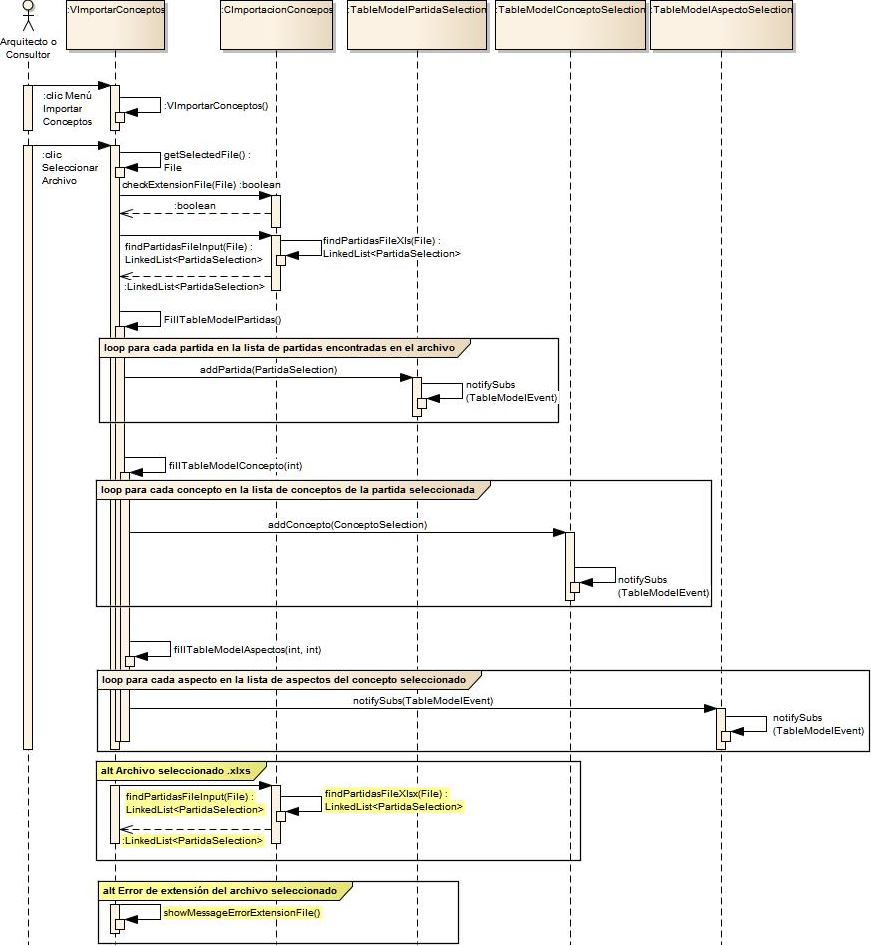 :VImportarConceptos
:CImportacionConcepos
:TableModelPartidaSelection
:TableModelConceptoSelection
:TableModelAspectoSelection
Arquitecto o
Consultor
:clic Menú
Importar
Conceptos
:VImportarConceptos()
:clic
Seleccionar
Archivo
getSelectedFile() :
File
checkExtensionFile(File) :boolean
:boolean
findPartidasFileInput(File) :
LinkedList<PartidaSelection>
findPartidasFileXls(File) :
LinkedList<PartidaSelection>
:LinkedList<PartidaSelection>
FillTableModelPartidas()
loop para cada partida en la lista de partidas encontradas en el archivo
addPartida(PartidaSelection)
notifySubs
(TableModelEvent)
fillTableModelConcepto(int)
loop para cada concepto en la lista de conceptos de la partida seleccionada
addConcepto(ConceptoSelection)
notifySubs
(TableModelEvent)
fillTableModelAspectos(int, int)
loop para cada aspecto en la lista de aspectos del concepto seleccionado
notifySubs(TableModelEvent)
notifySubs
(TableModelEvent)
alt Archivo seleccionado .xlxs
findPartidasFileInput(File) :
LinkedList<PartidaSelection>
findPartidasFileXlsx(File) :
LinkedList<PartidaSelection>
:LinkedList<PartidaSelection>
alt Error de extensión del archivo seleccionado
showMessageErrorExtensionFile()